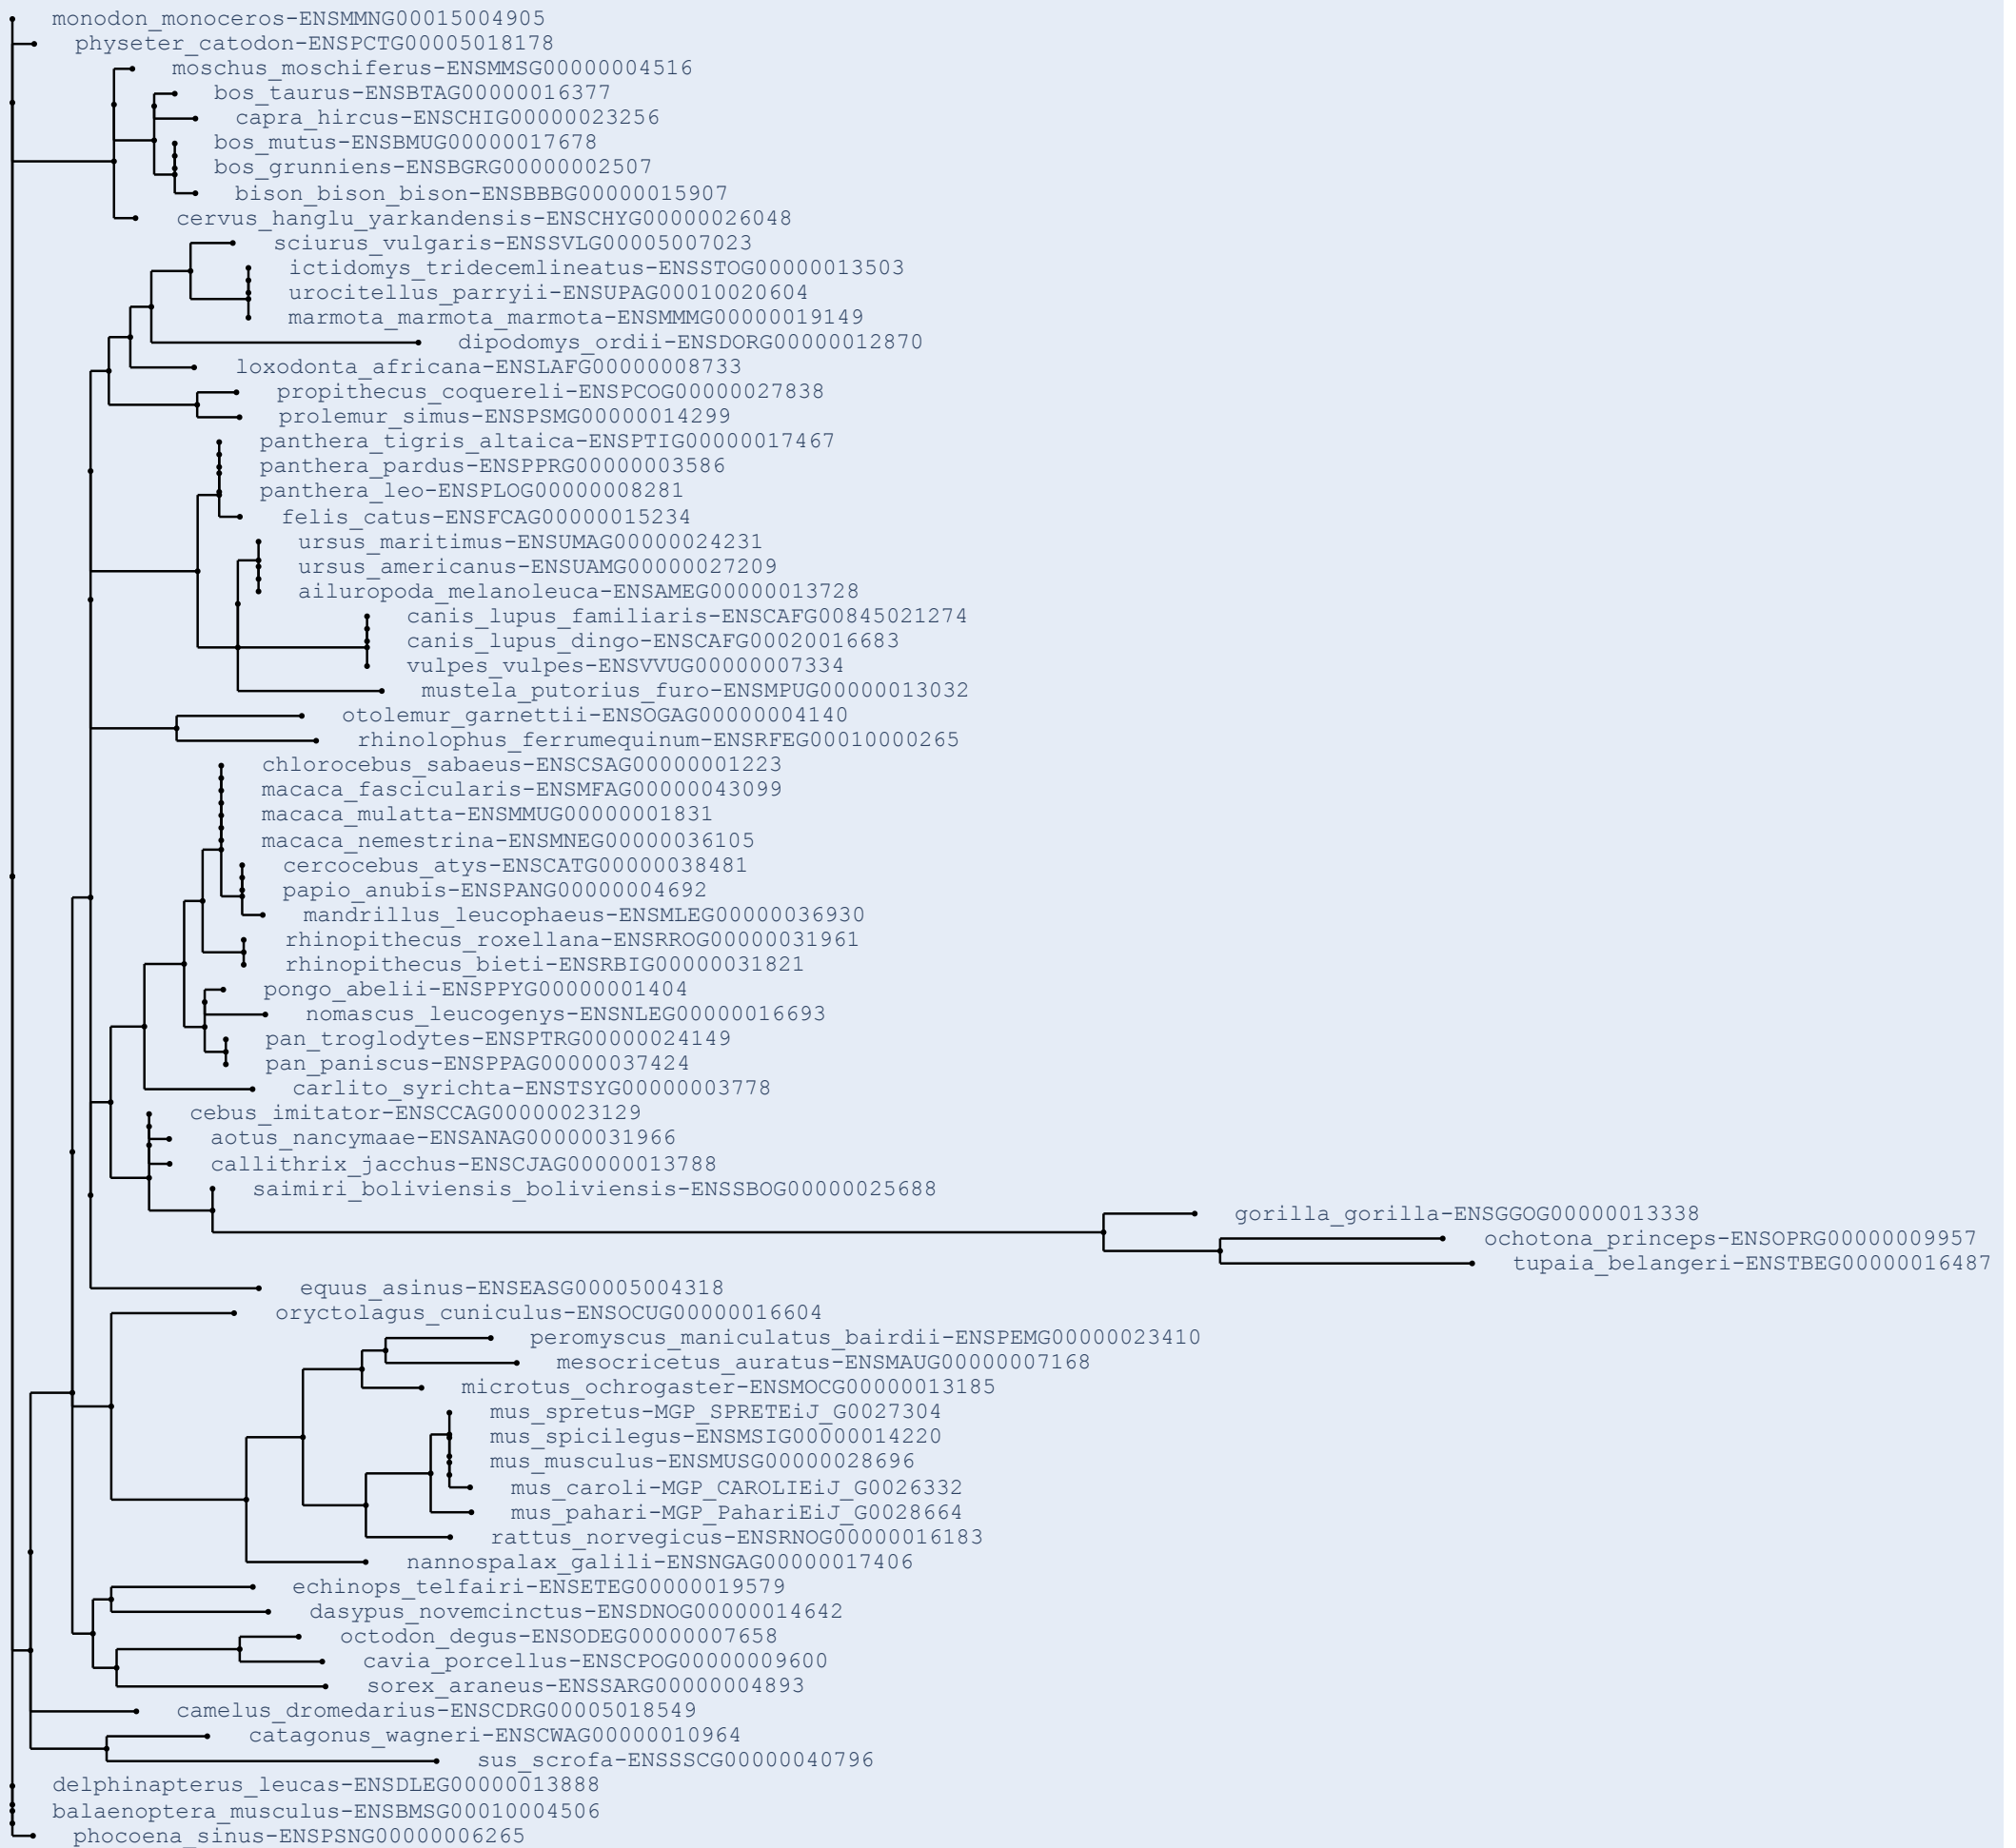 monodon_monoceros-ENSMMNG00015004905
physeter_catodon-ENSPCTG00005018178
moschus_moschiferus-ENSMMSG00000004516
bos_taurus-ENSBTAG00000016377
capra_hircus-ENSCHIG00000023256
bos_mutus-ENSBMUG00000017678
bos_grunniens-ENSBGRG00000002507
bison_bison_bison-ENSBBBG00000015907
cervus_hanglu_yarkandensis-ENSCHYG00000026048
sciurus_vulgaris-ENSSVLG00005007023
ictidomys_tridecemlineatus-ENSSTOG00000013503
urocitellus_parryii-ENSUPAG00010020604
marmota_marmota_marmota-ENSMMMG00000019149
dipodomys_ordii-ENSDORG00000012870
loxodonta_africana-ENSLAFG00000008733
propithecus_coquereli-ENSPCOG00000027838
prolemur_simus-ENSPSMG00000014299
panthera_tigris_altaica-ENSPTIG00000017467
panthera_pardus-ENSPPRG00000003586
panthera_leo-ENSPLOG00000008281
felis_catus-ENSFCAG00000015234
ursus_maritimus-ENSUMAG00000024231
ursus_americanus-ENSUAMG00000027209
ailuropoda_melanoleuca-ENSAMEG00000013728
canis_lupus_familiaris-ENSCAFG00845021274
canis_lupus_dingo-ENSCAFG00020016683
vulpes_vulpes-ENSVVUG00000007334
mustela_putorius_furo-ENSMPUG00000013032
otolemur_garnettii-ENSOGAG00000004140
rhinolophus_ferrumequinum-ENSRFEG00010000265
chlorocebus_sabaeus-ENSCSAG00000001223
macaca_fascicularis-ENSMFAG00000043099
macaca_mulatta-ENSMMUG00000001831
macaca_nemestrina-ENSMNEG00000036105
cercocebus_atys-ENSCATG00000038481
papio_anubis-ENSPANG00000004692
mandrillus_leucophaeus-ENSMLEG00000036930
rhinopithecus_roxellana-ENSRROG00000031961
rhinopithecus_bieti-ENSRBIG00000031821
pongo_abelii-ENSPPYG00000001404
nomascus_leucogenys-ENSNLEG00000016693
pan_troglodytes-ENSPTRG00000024149
pan_paniscus-ENSPPAG00000037424
carlito_syrichta-ENSTSYG00000003778
cebus_imitator-ENSCCAG00000023129
aotus_nancymaae-ENSANAG00000031966
callithrix_jacchus-ENSCJAG00000013788
saimiri_boliviensis_boliviensis-ENSSBOG00000025688
gorilla_gorilla-ENSGGOG00000013338
ochotona_princeps-ENSOPRG00000009957
tupaia_belangeri-ENSTBEG00000016487
equus_asinus-ENSEASG00005004318
oryctolagus_cuniculus-ENSOCUG00000016604
peromyscus_maniculatus_bairdii-ENSPEMG00000023410
mesocricetus_auratus-ENSMAUG00000007168
microtus_ochrogaster-ENSMOCG00000013185
mus_spretus-MGP_SPRETEiJ_G0027304
mus_spicilegus-ENSMSIG00000014220
mus_musculus-ENSMUSG00000028696
mus_caroli-MGP_CAROLIEiJ_G0026332
mus_pahari-MGP_PahariEiJ_G0028664
rattus_norvegicus-ENSRNOG00000016183
nannospalax_galili-ENSNGAG00000017406
echinops_telfairi-ENSETEG00000019579
dasypus_novemcinctus-ENSDNOG00000014642
octodon_degus-ENSODEG00000007658
cavia_porcellus-ENSCPOG00000009600
sorex_araneus-ENSSARG00000004893
camelus_dromedarius-ENSCDRG00005018549
catagonus_wagneri-ENSCWAG00000010964
sus_scrofa-ENSSSCG00000040796
delphinapterus_leucas-ENSDLEG00000013888
balaenoptera_musculus-ENSBMSG00010004506
phocoena_sinus-ENSPSNG00000006265